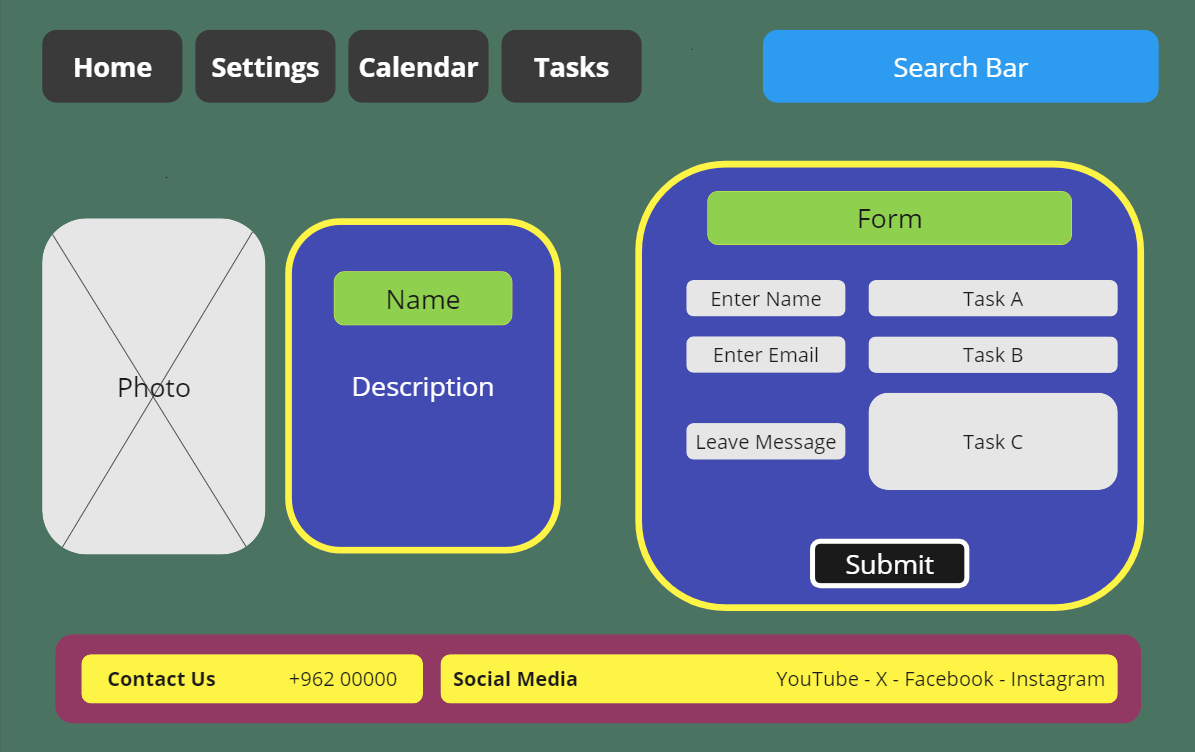 Home
Settings
Calendar
Tasks
Search Bar
Photo
Name
Description
Form
Enter Name
Task A
Enter Email
Task B
Leave Message
Task C
Submit
Contact Us
+962 00000
Social Media
YouTube - X - Facebook - Instagram